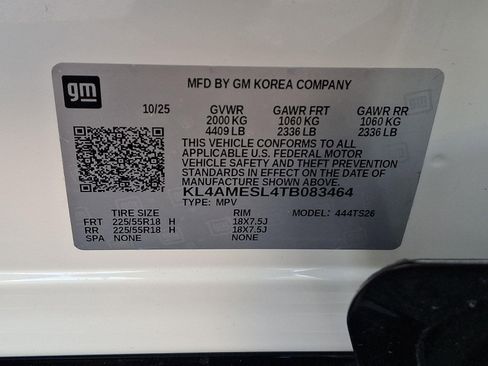 gm
MFD BY GM KOREA COMPANY
10/25 GVWR GAWR FRT GAWR RR
2000 KG 1060 KG 1060 KG
4409 LB 2336 LB 2336 LB
THIS VEHICLE CONFORMS TO ALL
APPLICABLE U.S. FEDERAL MOTOR
VEHICLE SAFETY AND THEFT PREVENTION
STANDARDS IN EFFECT ON THE DATE OF
MANUFACTURE SHOWN ABOVE.
KL4AMESL4TB083464
TYPE: MPV
TIRE SIZE RIM MODEL: 444TS26
FRT 225/55R18 H 18X7.5J
RR 225/55R18 H 18X7.5J
SPA NONE NONE